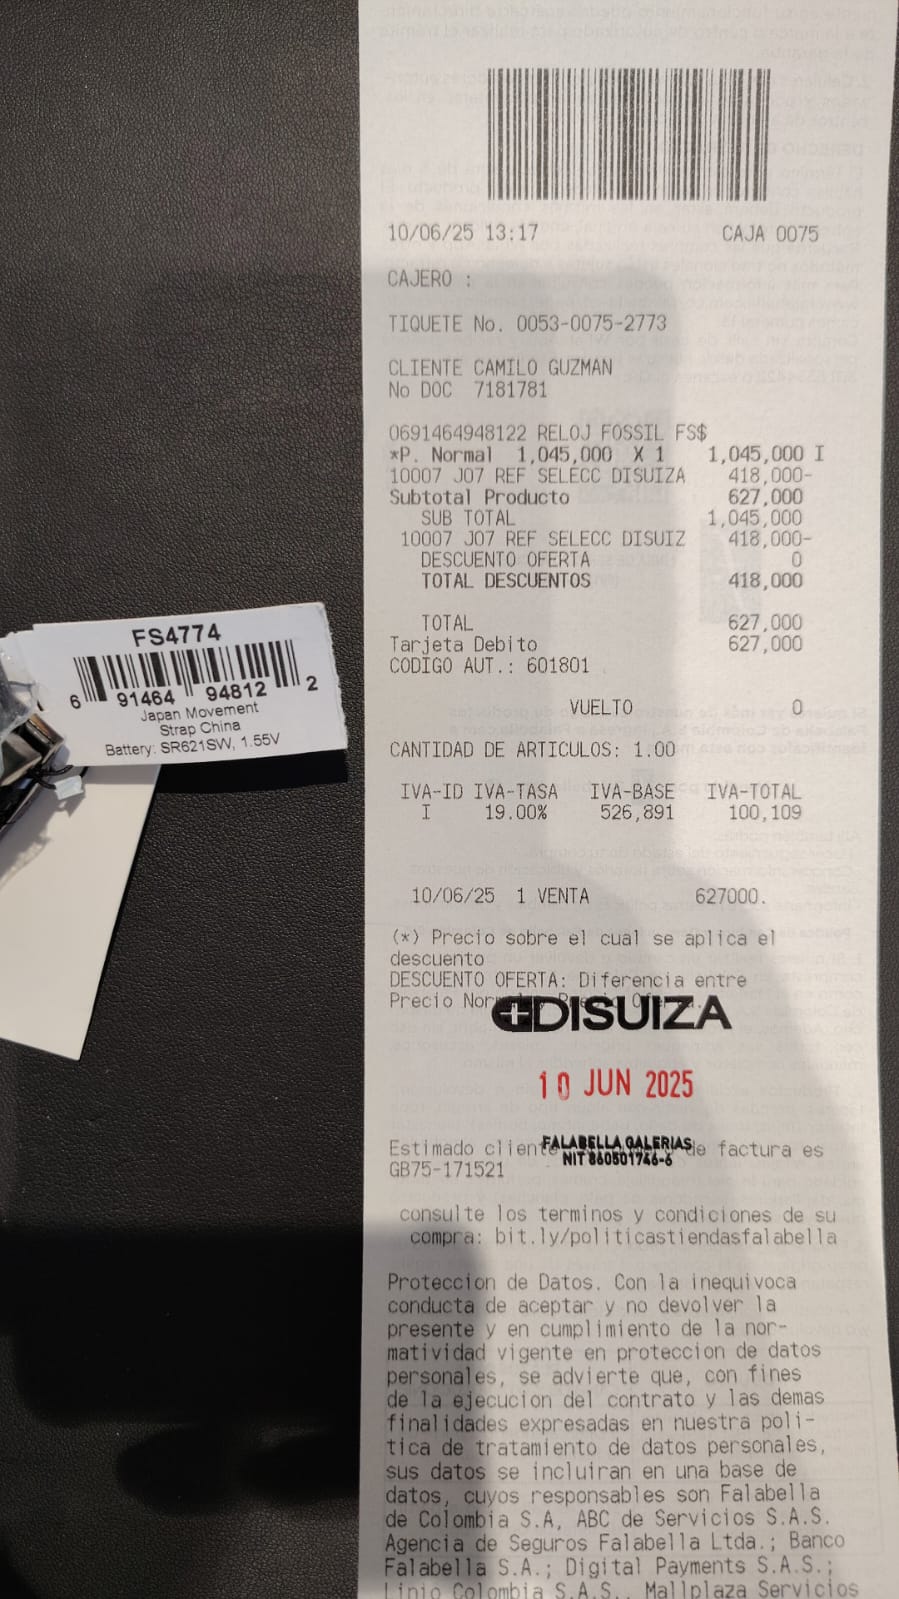 10/06/25 13:17 CAJA 0075
CAJERO :
TIQUETE No. 0053-0075-2773
CLIENTE CAMILO GUZMAN
No DOC 7181781
0691464948122 RELOJ FOSSIL FS$
*P. Normal 1,045,000 X 1 1,045,000 I
10007 J07 REF SELECC DISUIZA 418,000-
Subtotal Producto 627,000
SUB TOTAL 1,045,000
10007 J07 REF SELECC DISUIZ 418,000-
DESCUENTO OFERTA 0
TOTAL DESCUENTOS 418,000
TOTAL 627,000
Tarjeta Debito 627,000
CODIGO AUT.: 601801
VUELTO 0
CANTIDAD DE ARTICULOS: 1.00
IVA-ID IVA-TASA IVA-BASE IVA-TOTAL
I 19.00% 526,891 100,109
10/06/25 1 VENTA 627000.
(*) Precio sobre el cual se aplica el
descuento
DESCUENTO OFERTA: Diferencia entre
Precio
DISUIZA
10 JUN 2025
FALABELLA GALERIAS
NIT 860501746-6
Estimado cliente de factura es
GB75-171521
consulte los terminos y condiciones de su
compra: bit.ly/politicastiendasfalabella
Proteccion de Datos. Con la inequivoca
conducta de aceptar y no devolver la
presente y en cumplimiento de la nor-
matividad vigente en proteccion de datos
personales, se advierte que, con fines
de la ejecucion del contrato y las demas
finalidades expresadas en nuestra poli-
tica de tratamiento de datos personales,
sus datos se incluiran en una base de
datos, cuyos responsables son Falabella
de Colombia S.A, ABC de Servicios S.A.S.
Agencia de Seguros Falabella Ltda.; Banco
Falabella S.A.; Digital Payments S.A.S.;
Linio Colombia S.A.S., Mallplaza Servicios
FS4774
6 91464 94812 2
Japan Movement
Strap China
Battery: SR621SW, 1.55V